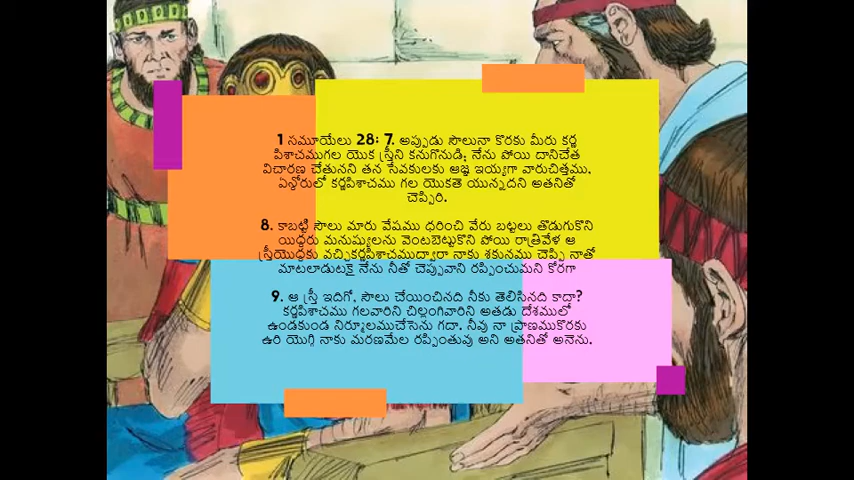 1 సమూయేలు 28: 7. అప్పుడు సౌలునా కొరకు మీరు కర్ణ
పిశాచముగల యొక స్త్రీని కనుగొనుడి; నేను పోయి దానిచేత
విచారణ చేతునని తన సేవకులకు ఆజ్ఞ ఇయ్యగా వారుచిత్తము,
ఏన్దోరులో కర్ణపిశాచము గల యొకతె యున్నదని అతనితో
చెప్పిరి.
8. కాబట్టి సౌలు మారు వేషము ధరించి వేరు బట్టలు తొడుగుకొని
యిద్దరు మనుష్యులను వెంటబెట్టుకొని పోయి రాత్రివేళ ఆ
స్త్రీయొద్దకు వచ్చికర్ణపిశాచముద్వారా నాకు శకునము చెప్పి నాతో
మాటలాడుటకై నేను నీతో చెప్పువాని రప్పించుమని కోరగా
9. ఆ స్త్రీ ఇదిగో, సౌలు చేయించినది నీకు తెలిసినది కాదా?
కర్ణపిశాచము గలవారిని చిల్లంగివారిని అతడు దేశములో
ఉండకుండ నిర్మూలముచేసెను గదా. నీవు నా ప్రాణముకొరకు
ఉరి యొగ్గి నాకు మరణమేల రప్పింతువు అని అతనితో అనెను.